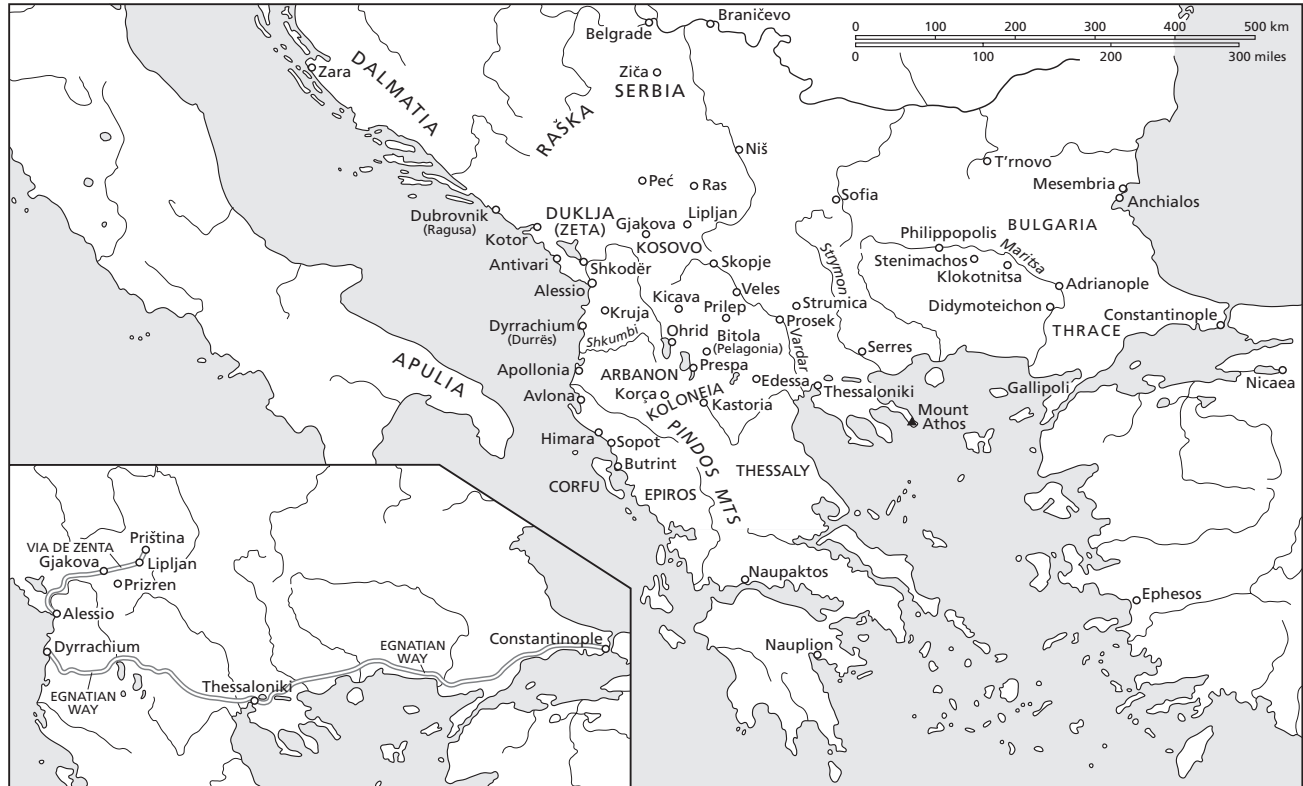 Belgrade
Braničevo
0 100 200 300 400 500 km
0 100 200 300 miles
Zara
DALMATIA
Ziča
SERBIA
RAŠKA
Niš
T'rnovo
Peć
Ras
Sofia
Mesembria
Anchialos
Dubrovnik
(Ragusa)
DUKLJA
(ZETA)
Gjakova
Lipljan
BULGARIA
Kotor
KOSOVO
Philippopolis
Maritsa
Antivari
Shkodër
Skopje
Strymon
Stenimachos
Klokotnitsa
Alessio
Kicava
Veles
Adrianople
Kruja
Prilep
Strumica
Didymoteichon
Dyrrachium
(Durrës)
Shkumbi
Ohrid
Bitola
(Pelagonia)
Prosek
Vardar
THRACE
Constantinople
Serres
APULIA
Apollonia
ARBANON
Prespa
Edessa
Thessaloniki
Gallipoli
Nicaea
Avlona
Korça
KOLONEIA
Kastoria
Mount
Athos
Himara
Sopot
PINDOS MTS
Butrint
THESSALY
CORFU
EPIROS
Naupaktos
Ephesos
Nauplion
Priština
VIA DE ZENTA
Gjakova
Lipljan
Prizren
Alessio
Dyrrachium
EGNATIAN
WAY
Thessaloniki
EGNATIAN
WAY
Constantinople